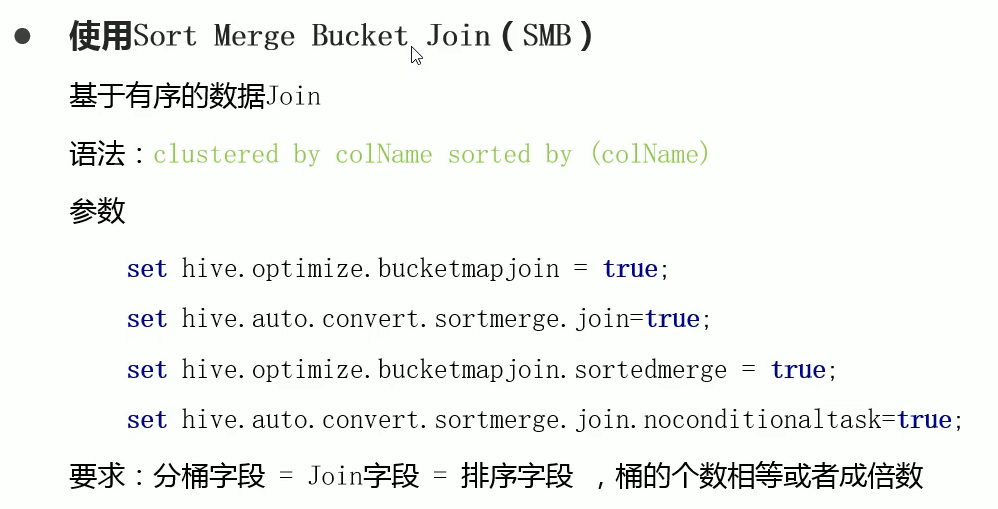 ● 使用Sort Merge Bucket Join（SMB）
基于有序的数据Join
语法：clustered by colName sorted by (colName)
参数
set hive.optimize.bucketmapjoin = true;
set hive.auto.convert.sortmerge.join=true;
set hive.optimize.bucketmapjoin.sortedmerge = true;
set hive.auto.convert.sortmerge.join.noconditionaltask=true;
要求：分桶字段 = Join字段 = 排序字段 ，桶的个数相等或者成倍数